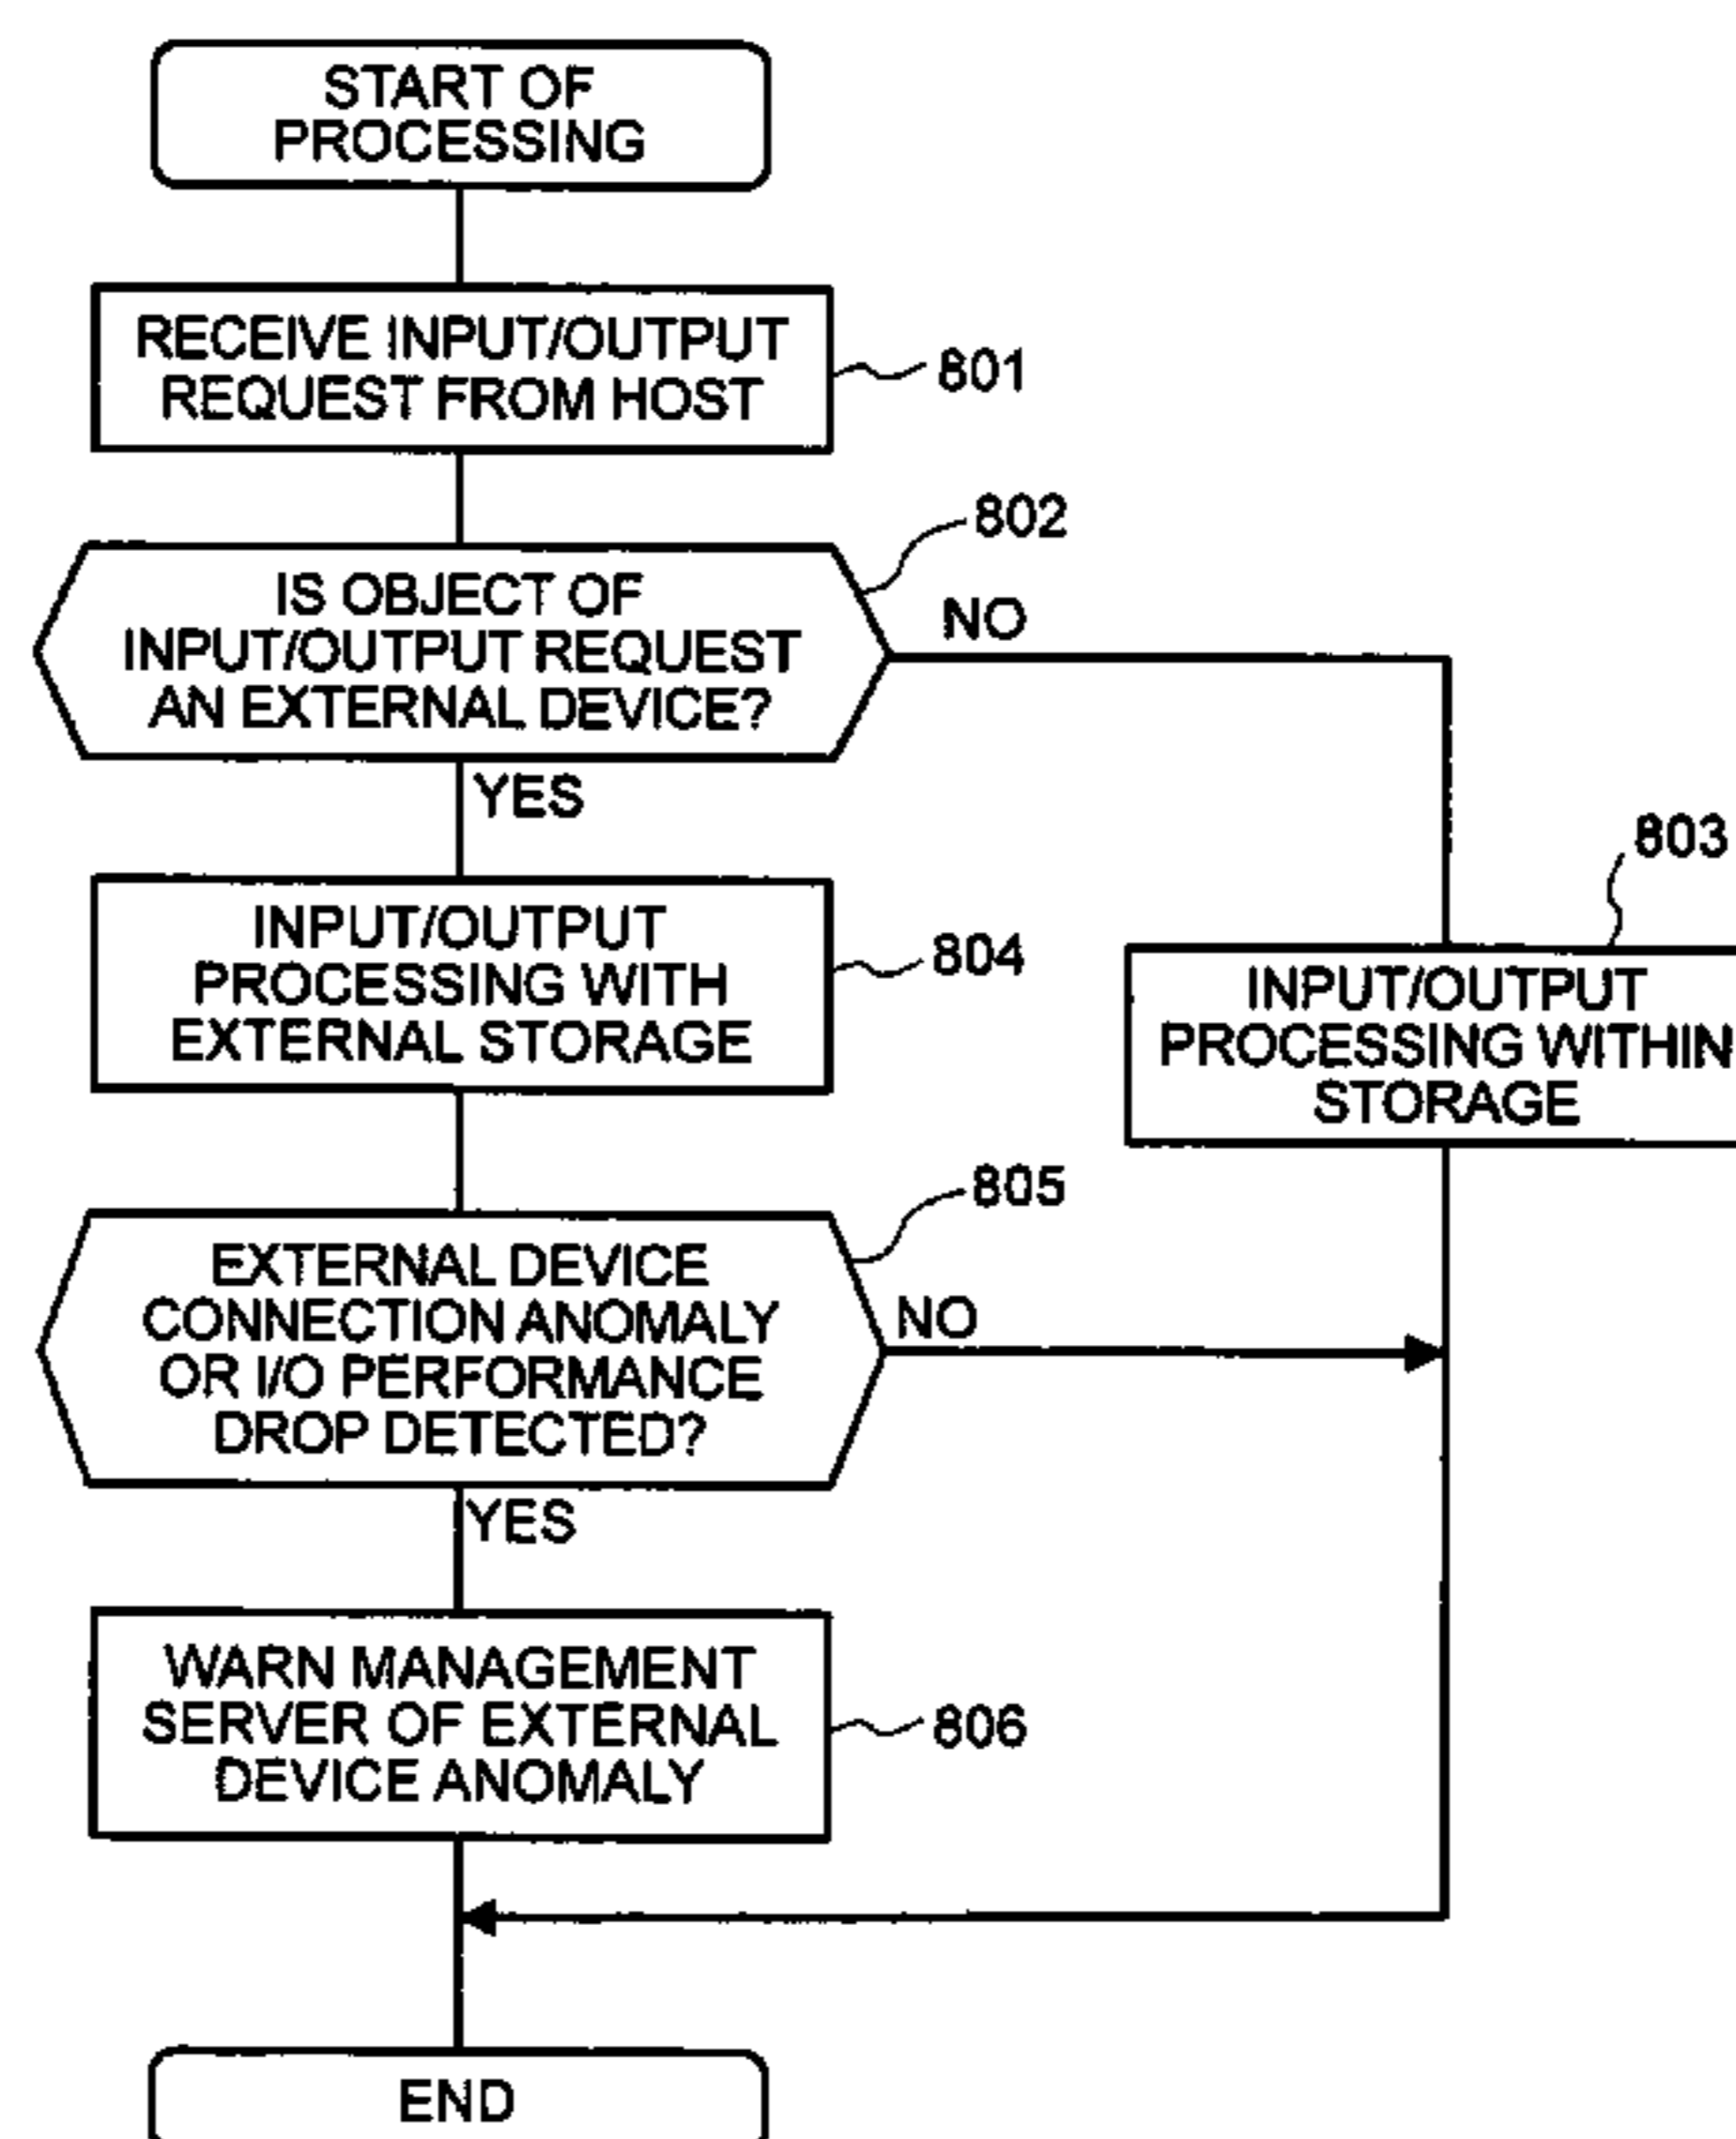 START OF
PROCESSING
RECEIVE INPUT/OUTPUT
REQUEST FROM HOST
801
802
IS OBJECT OF
INPUT/OUTPUT REQUEST
AN EXTERNAL DEVICE?
NO
YES
803
INPUT/OUTPUT
PROCESSING WITHIN
STORAGE
INPUT/OUTPUT
PROCESSING WITH
EXTERNAL STORAGE
804
805
EXTERNAL DEVICE
CONNECTION ANOMALY
OR I/O PERFORMANCE
DROP DETECTED?
NO
YES
WARN MANAGEMENT
SERVER OF EXTERNAL
DEVICE ANOMALY
806
END